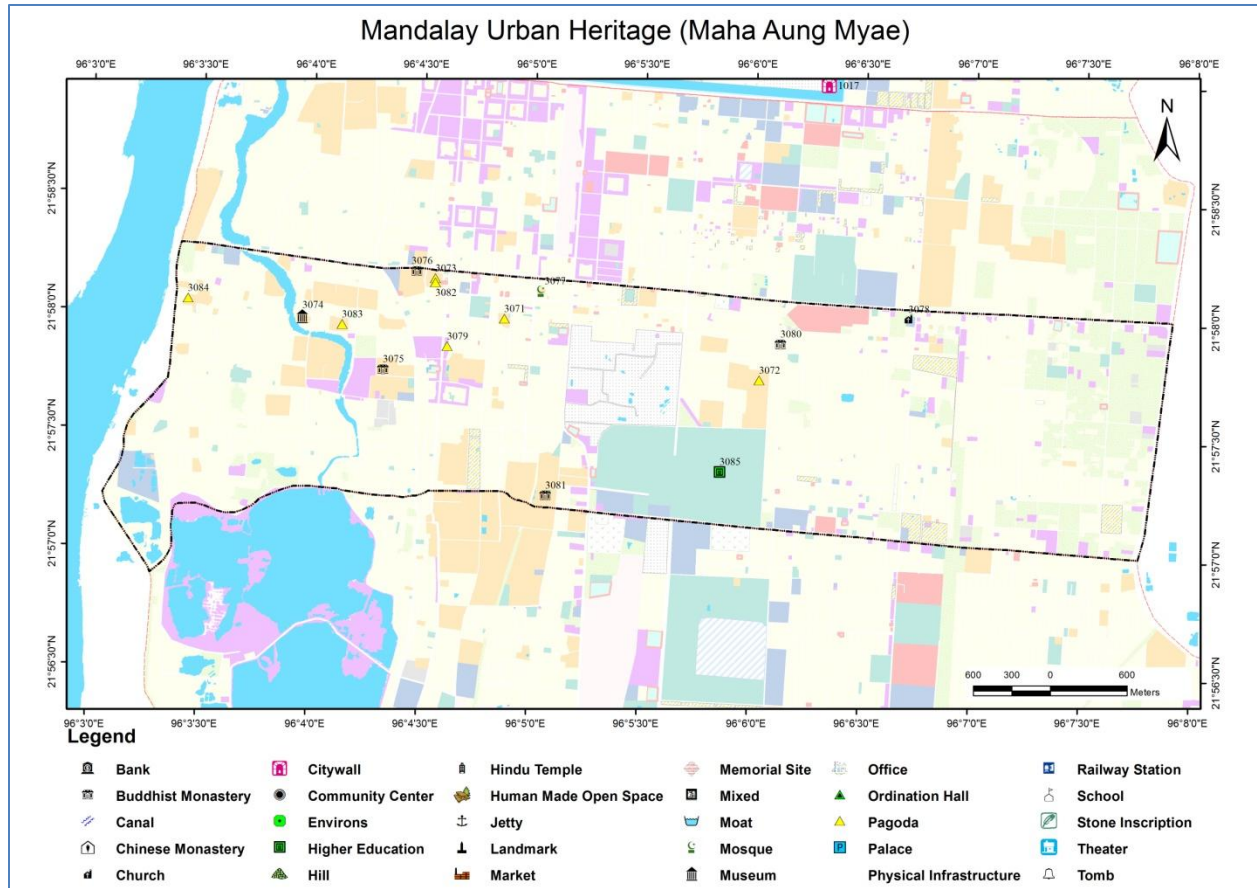 Mandalay Urban Heritage (Maha Aung Myae)
96°3'0"E 96°3'30"E 96°4'0"E 96°4'30"E 96°5'0"E 96°5'30"E 96°6'0"E 96°6'30"E 96°7'0"E 96°7'30"E 96°8'0"E
1017
N
21°58'30"N 21°58'30"N
3076 3073
3082
3077
3084
3074
3083
3071
3078
21°58'0"N 21°58'0"N
3079
3080
3075
3072
21°57'30"N 21°57'30"N
3085
3081
21°57'0"N 21°57'0"N
21°56'30"N 21°56'30"N
600 300 0 600
Meters
96°3'0"E 96°3'30"E 96°4'0"E 96°4'30"E 96°5'0"E 96°5'30"E 96°6'0"E 96°6'30"E 96°7'0"E 96°7'30"E 96°8'0"E
Legend
Bank Citywall Hindu Temple Memorial Site Office Railway Station
Buddhist Monastery Community Center Human Made Open Space Mixed Ordination Hall School
Canal Environs Jetty Moat Pagoda Stone Inscription
Chinese Monastery Higher Education Landmark Mosque P Palace Theater
Church Hill Market Museum Physical Infrastructure Tomb